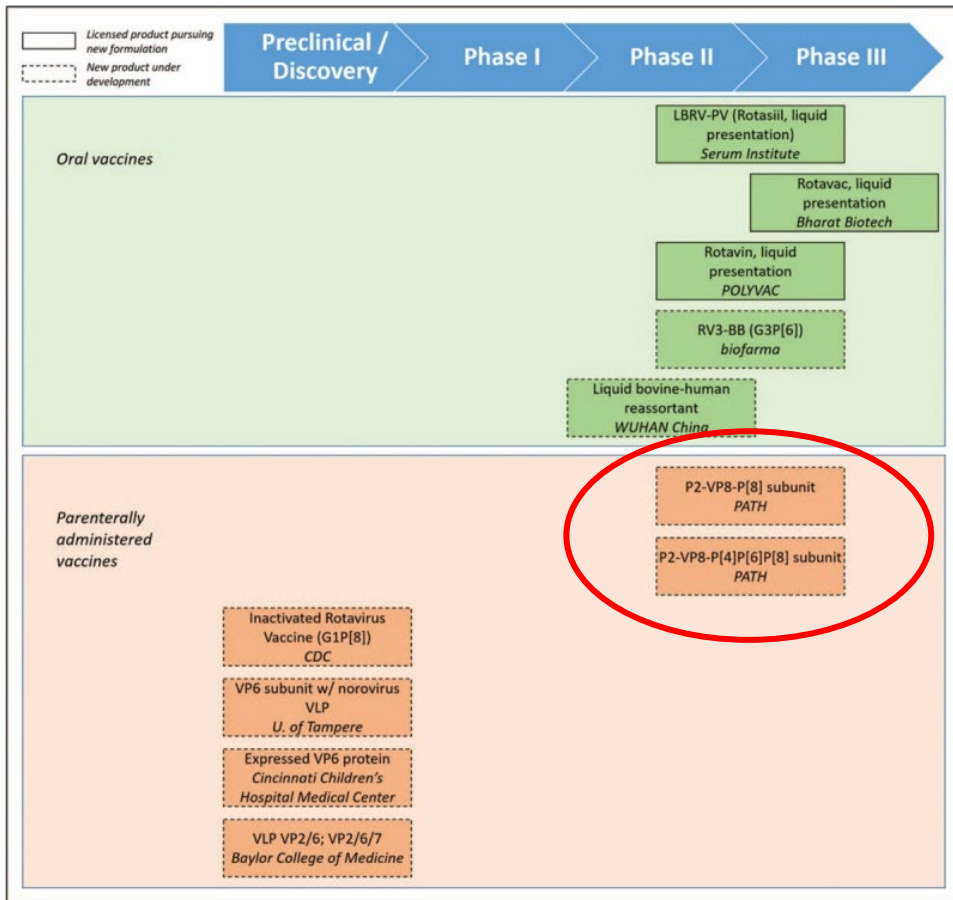 Licensed product pursuing
new formulation
New product under
development
Preclinical /
Discovery
Phase I
Phase II
Phase III
Oral vaccines
LBRV-PV (Rotasiil, liquid
presentation)
Serum Institute
Rotavac, liquid
presentation
Bharat Biotech
Rotavin, liquid
presentation
POLYVAC
RV3-BB (G3P[6])
biofarma
Liquid bovine-human
reassortant
WUHAN China
Parenterally
administered
vaccines
P2-VP8-P[8] subunit
PATH
P2-VP8-P[4]P[6]P[8] subunit
PATH
Inactivated Rotavirus
Vaccine (G1P[8])
CDC
VP6 subunit w/ norovirus
VLP
U. of Tampere
Expressed VP6 protein
Cincinnati Children's
Hospital Medical Center
VLP VP2/6; VP2/6/7
Baylor College of Medicine